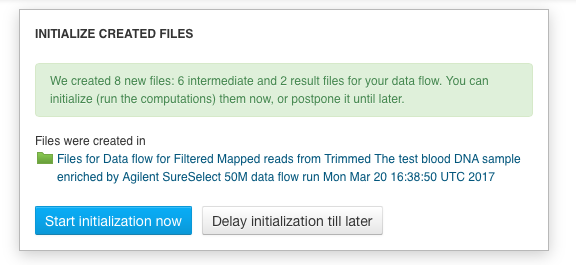 INITIALIZE CREATED FILES
We created 8 new files: 6 intermediate and 2 result files for your data flow. You can
initialize (run the computations) them now, or postpone it until later.
Files were created in
Files for Data flow for Filtered Mapped reads from Trimmed The test blood DNA sample
enriched by Agilent SureSelect 50M data flow run Mon Mar 20 16:38:50 UTC 2017
Start initialization now
Delay initialization till later